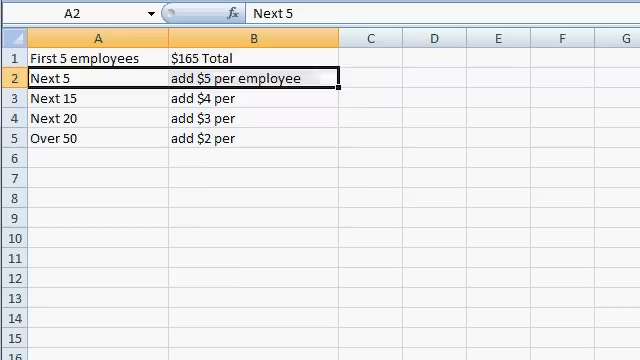 A2 fx Next 5
A B C D E F G
1 First 5 employees $165 Total
2 Next 5 add $5 per employee
3 Next 15 add $4 per
4 Next 20 add $3 per
5 Over 50 add $2 per
6
7
8
9
10
11
12
13
14
15
16